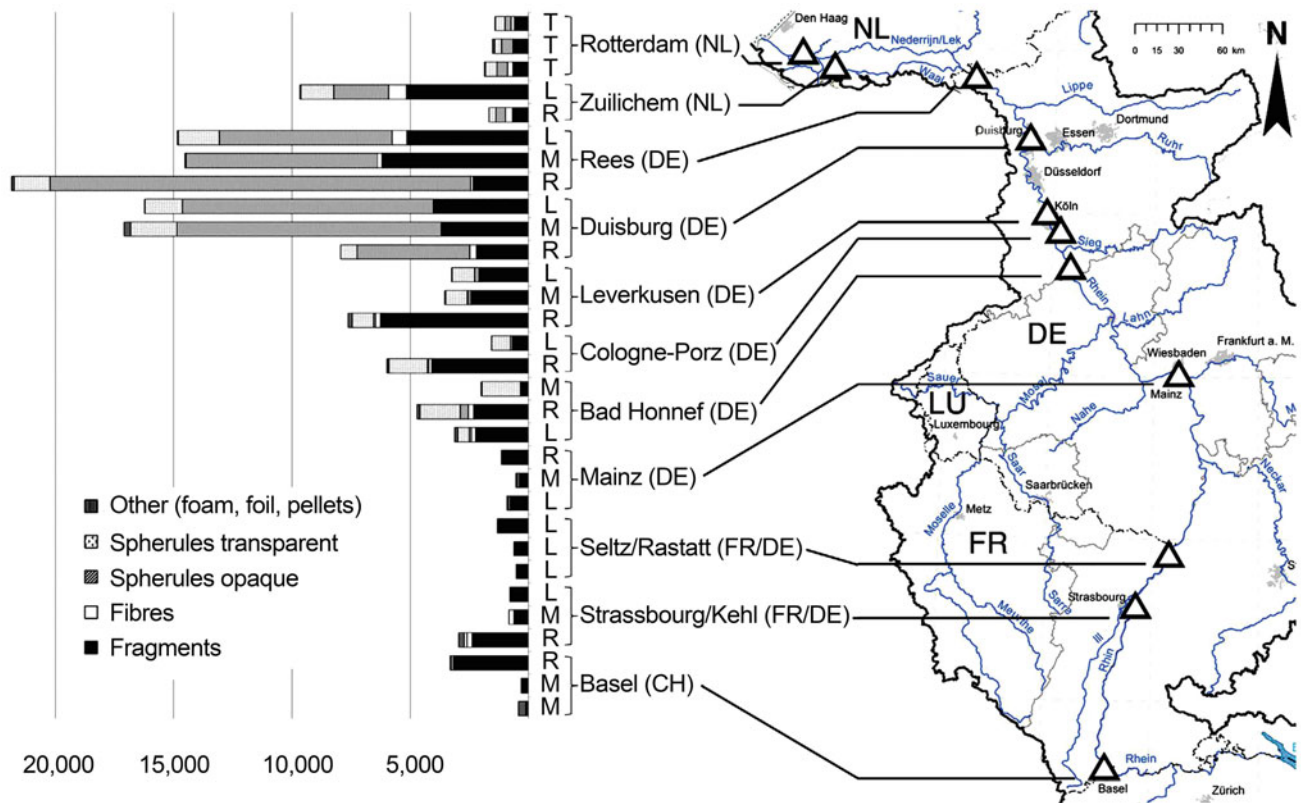 T
T
T
Rotterdam (NL)
L
R
Zuilichem (NL)
L
M
R
Rees (DE)
L
M
R
Duisburg (DE)
L
M
R
Leverkusen (DE)
L
R
Cologne-Porz (DE)
M
R
L
Bad Honnef (DE)
R
M
L
Mainz (DE)
L
L
L
Seltz/Rastatt (FR/DE)
L
M
R
Strassbourg/Kehl (FR/DE)
R
M
M
Basel (CH)
Other (foam, foil, pellets)
Spherules transparent
Spherules opaque
Fibres
Fragments
20,000 15,000 10,000 5,000
Den Haag
NL
Nederrijn/Lek
Waal
0 15 30 60 km
N
Lippe
Duisburg
Essen
Dortmund
Ruhr
Düsseldorf
Köln
Sieg
Rhein
Lahn
DE
Wiesbaden
Frankfurt a. M.
Mosel
Mainz
M
Sauer
LU
Luxembourg
Nahe
Saar
Saarbrücken
Neckar
Moselle
Metz
FR
S
Strasbourg
Meurthe
Sarre
Ill
Rhin
Rhein
Basel
Zürich